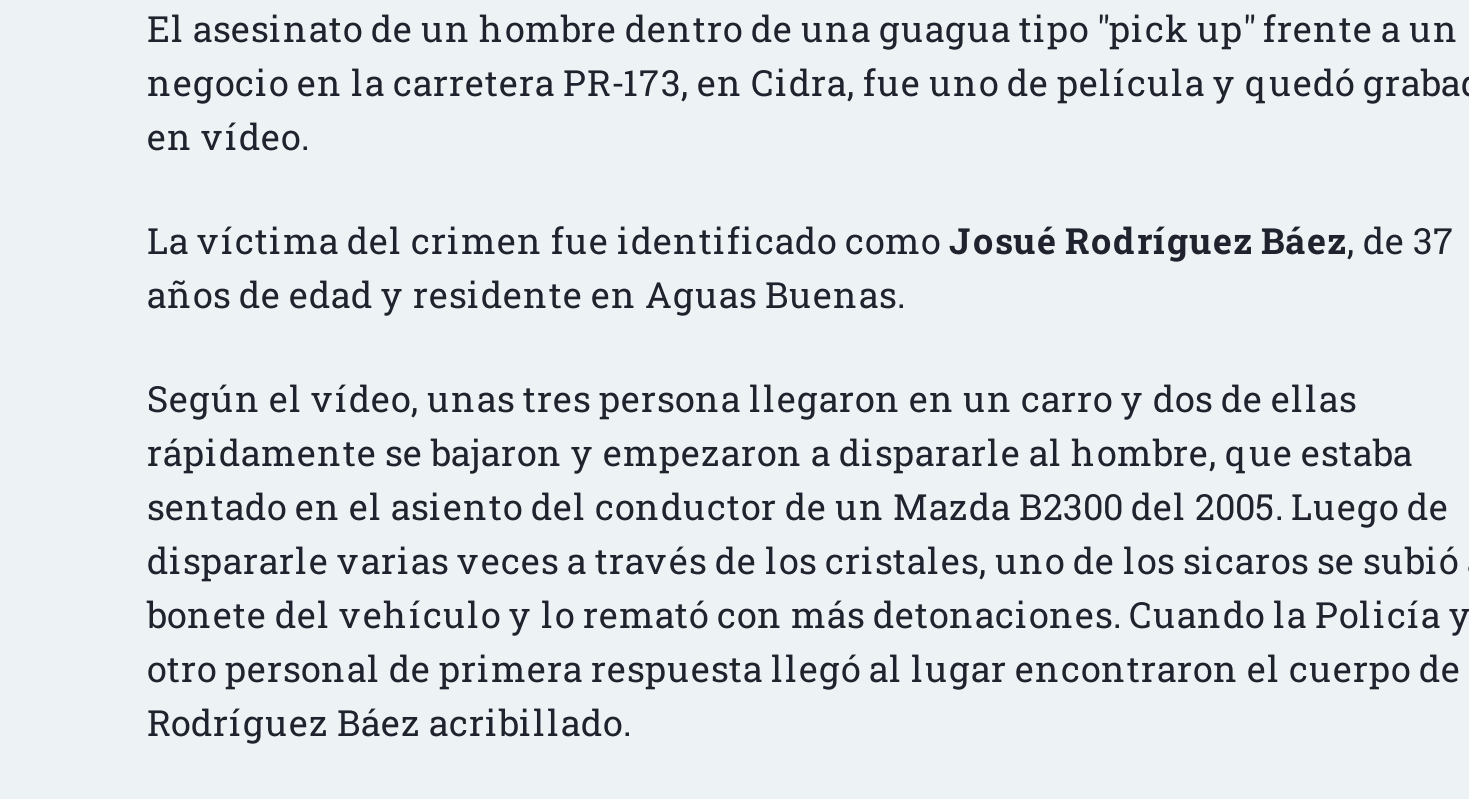 El asesinato de un hombre dentro de una guagua tipo "pick up" frente a un
negocio en la carretera PR-173, en Cidra, fue uno de película y quedó
en vídeo.
La víctima del crimen fue identificado como Josué Rodríguez Báez, de 37
años de edad y residente en Aguas Buenas.
Según el vídeo, unas tres persona llegaron en un carro y dos de ellas
rápidamente se bajaron y empezaron a dispararle al hombre, que estaba
sentado en el asiento del conductor de un Mazda B2300 del 2005. Luego de
dispararle varias veces a través de los cristales, uno de los sicaros se subió
bonete del vehículo y lo remató con más detonaciones. Cuando la Policía y
otro personal de primera respuesta llegó al lugar encontraron el cuerpo de
Rodríguez Báez acribillado.